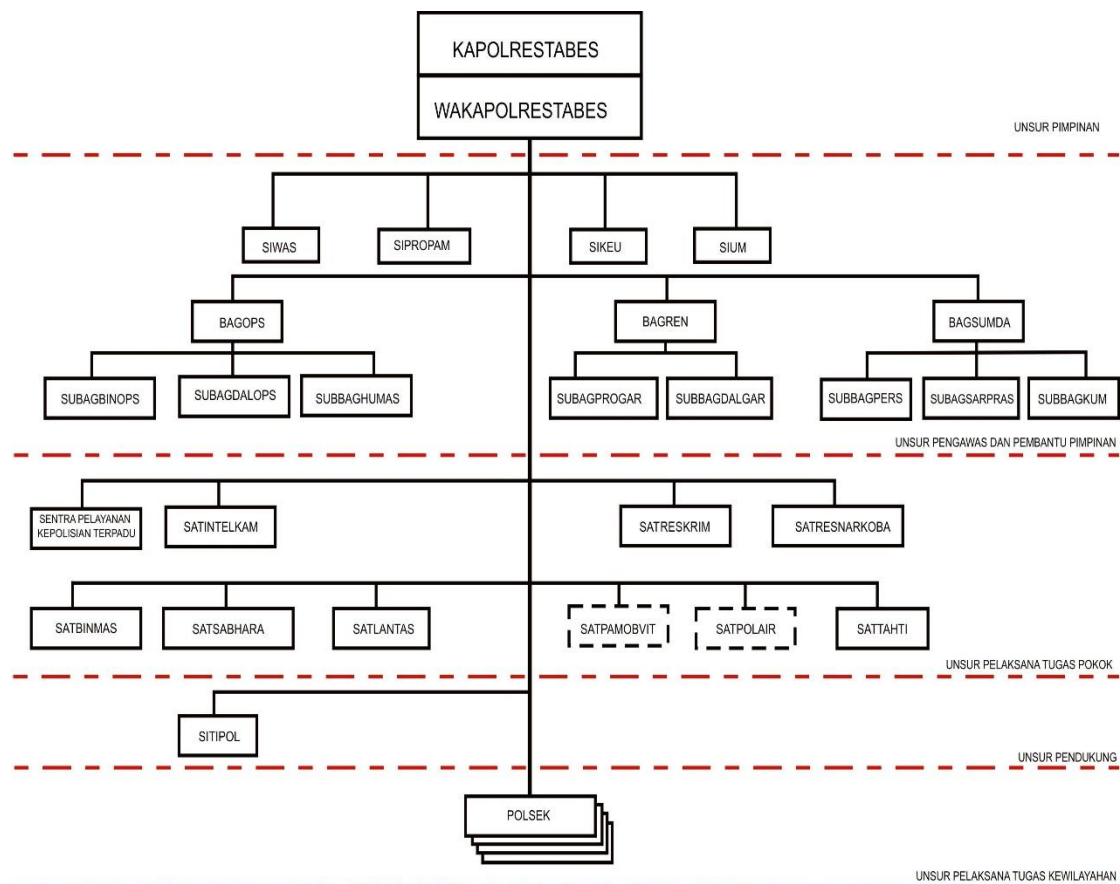 KAPOLRESTABES
WAKAPOLRESTABES
UNSUR PIMPINAN
SIWAS
SIPROPAM
SIKEU
SIUM
BAGOPS
BAGREN
BAGSUMDA
SUBAGBINOPS
SUBAGDALOPS
SUBBAGHUMAS
SUBAGPROGAR
SUBBAGDALGAR
SUBBAGPERS
SUBAGSARPRAS
SUBBAGKUM
UNSUR PENGAWAS DAN PEMBANTU PIMPINAN
SENTRA PELAYANAN
KEPOLISIAN TERPADU
SATINTELKAM
SATRESKRIM
SATRESNARKOBA
SATBINMAS
SATSABHARA
SATLANTAS
SATPAMOBVIT
SATPOLAIR
SATTAHTI
UNSUR PELAKSANA TUGAS POKOK
SITIPOL
UNSUR PENDUKUNG
POLSEK
UNSUR PELAKSANA TUGAS KEWILAYAHAN